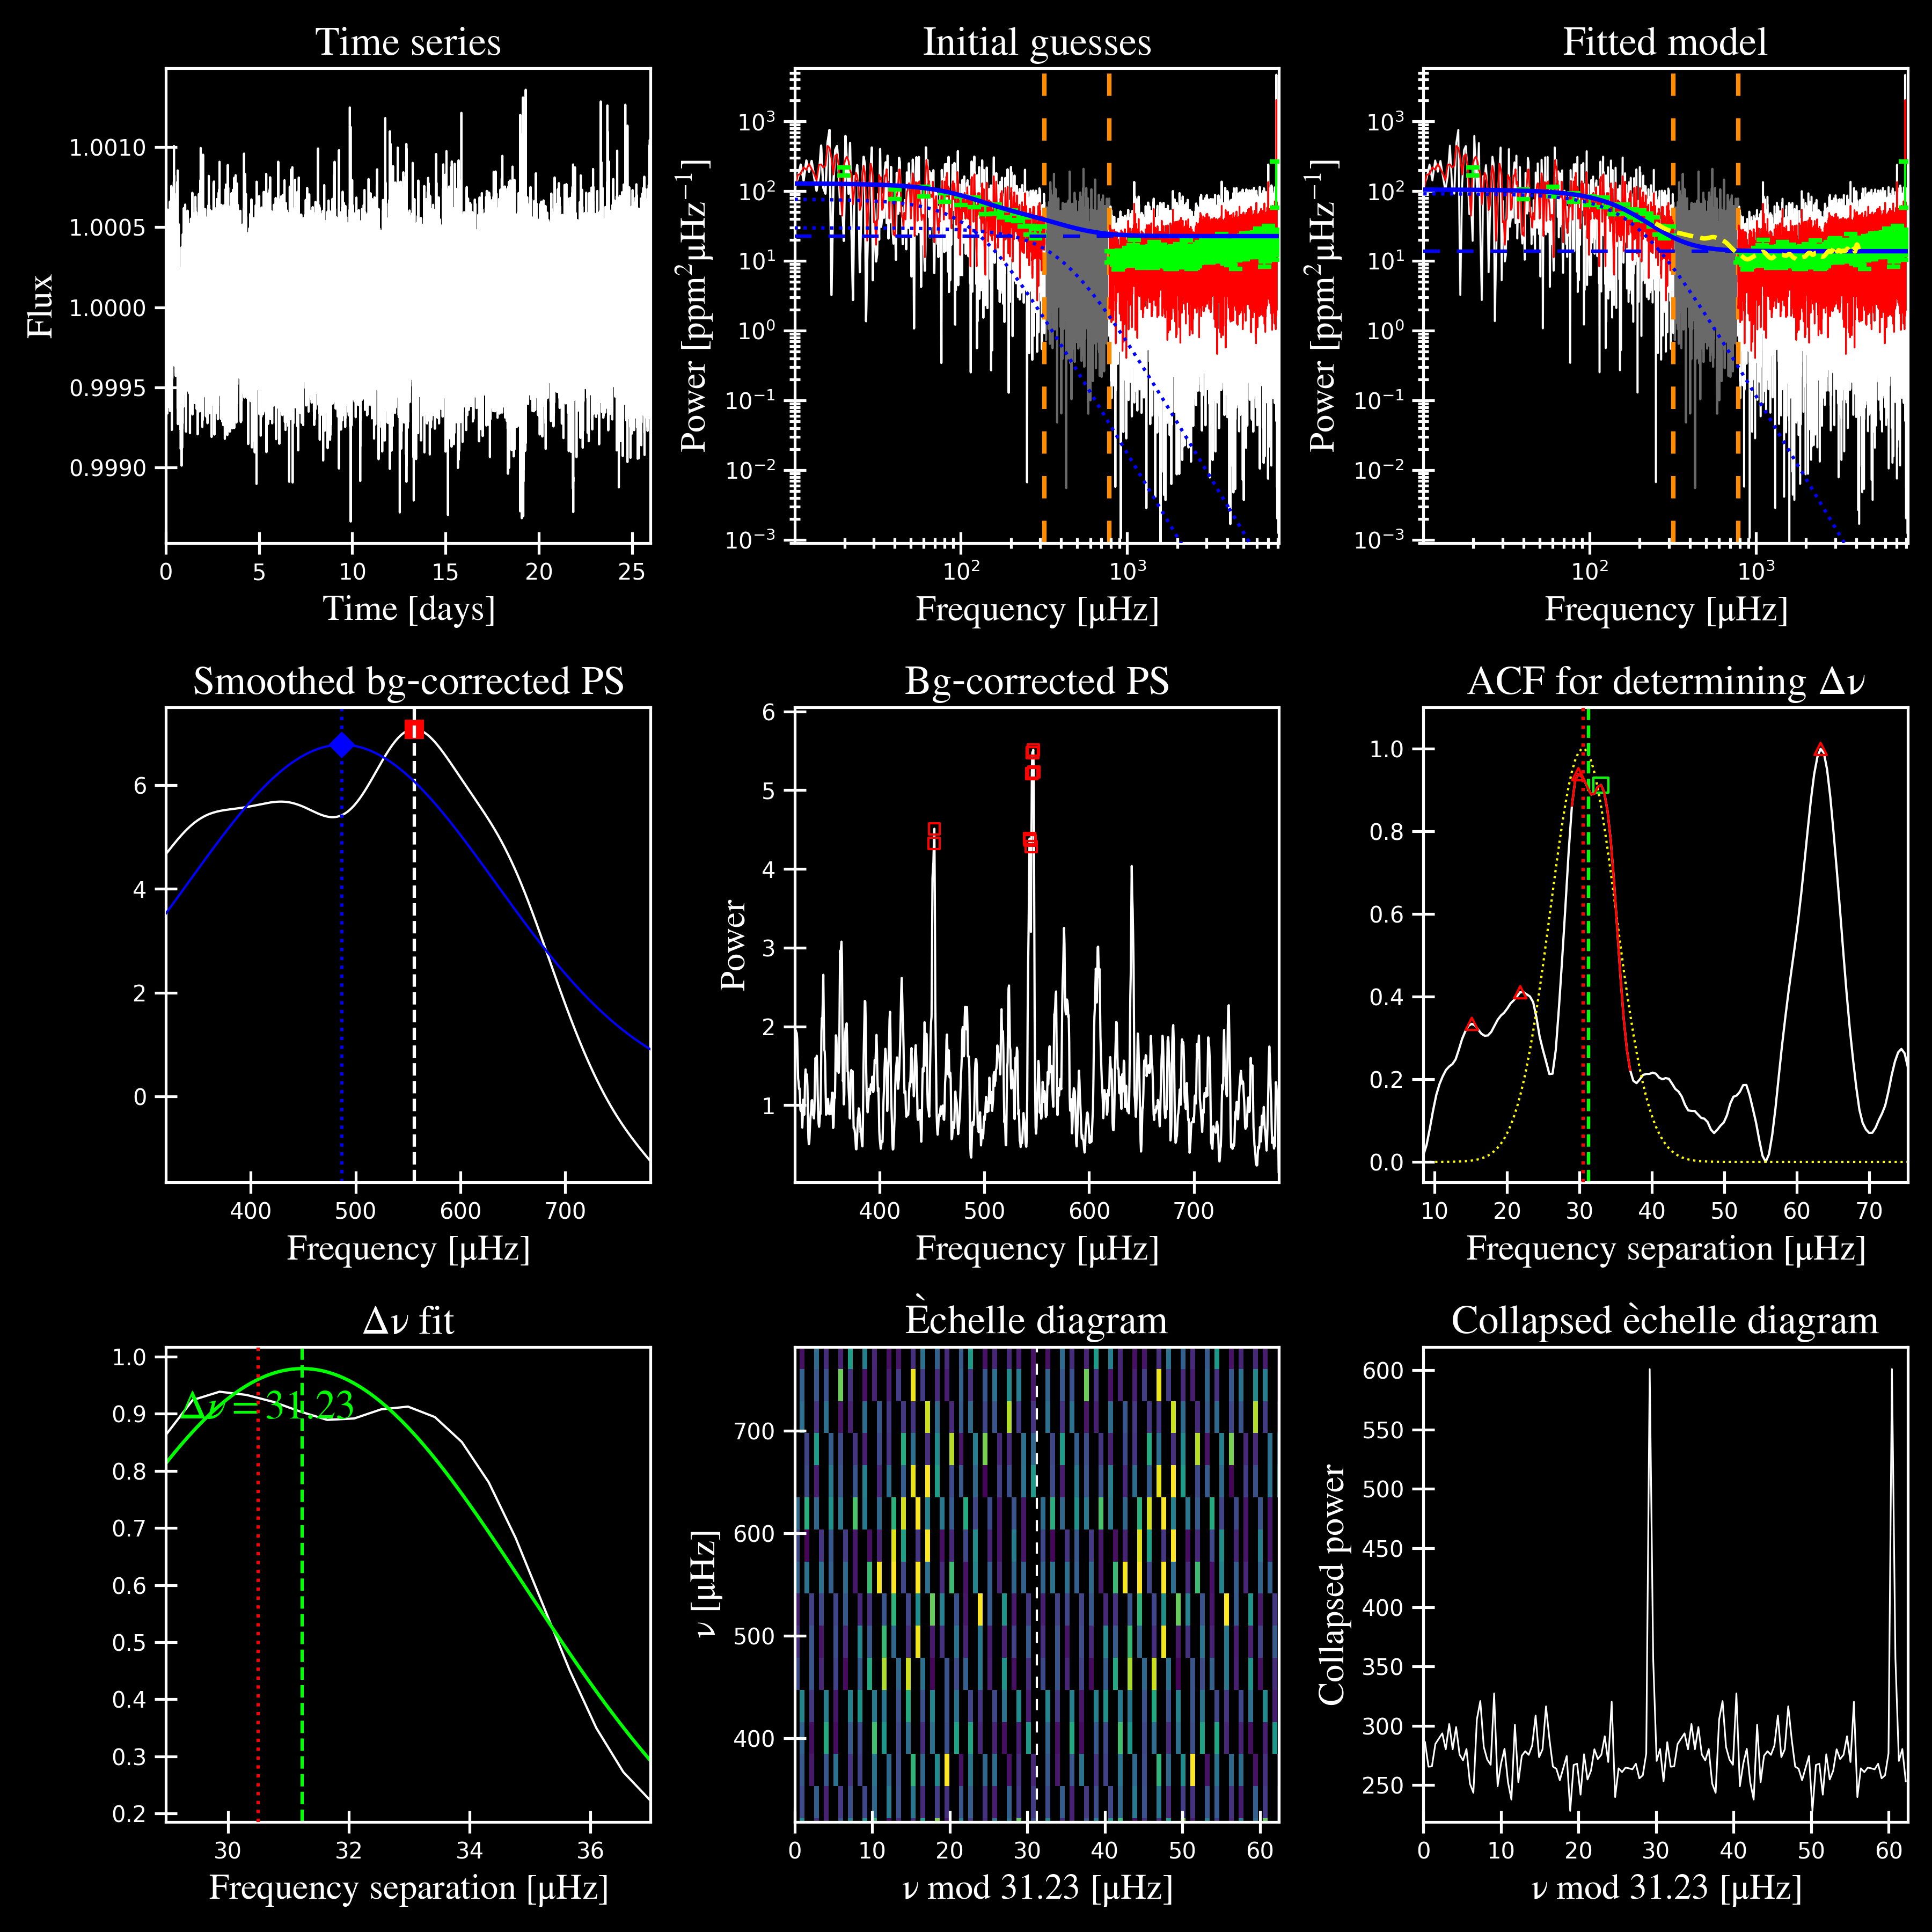 Time series
Initial guesses
Fitted model
1.0010
1.0005
1.0000
0.9995
0.9990
Flux
0 5 10 15 20 25
Time [days]
10³
10²
10¹
10⁰
10⁻¹
10⁻²
10⁻³
Power [ppm²μHz⁻¹]
10² 10³
Frequency [μHz]
10³
10²
10¹
10⁰
10⁻¹
10⁻²
10⁻³
Power [ppm²μHz⁻¹]
10² 10³
Frequency [μHz]
Smoothed bg-corrected PS
Bg-corrected PS
ACF for determining Δν
6
4
2
0
400 500 600 700
Frequency [μHz]
6
5
4
3
2
1
Power
400 500 600 700
Frequency [μHz]
1.0
0.8
0.6
0.4
0.2
0.0
10 20 30 40 50 60 70
Frequency separation [μHz]
Δν fit
Èchelle diagram
Collapsed èchelle diagram
1.0
0.9
0.8
0.7
0.6
0.5
0.4
0.3
0.2
Δν = 31.23
30 32 34 36
Frequency separation [μHz]
700
600
500
400
ν [μHz]
0 10 20 30 40 50 60
ν mod 31.23 [μHz]
600
550
500
450
400
350
300
250
Collapsed power
0 10 20 30 40 50 60
ν mod 31.23 [μHz]